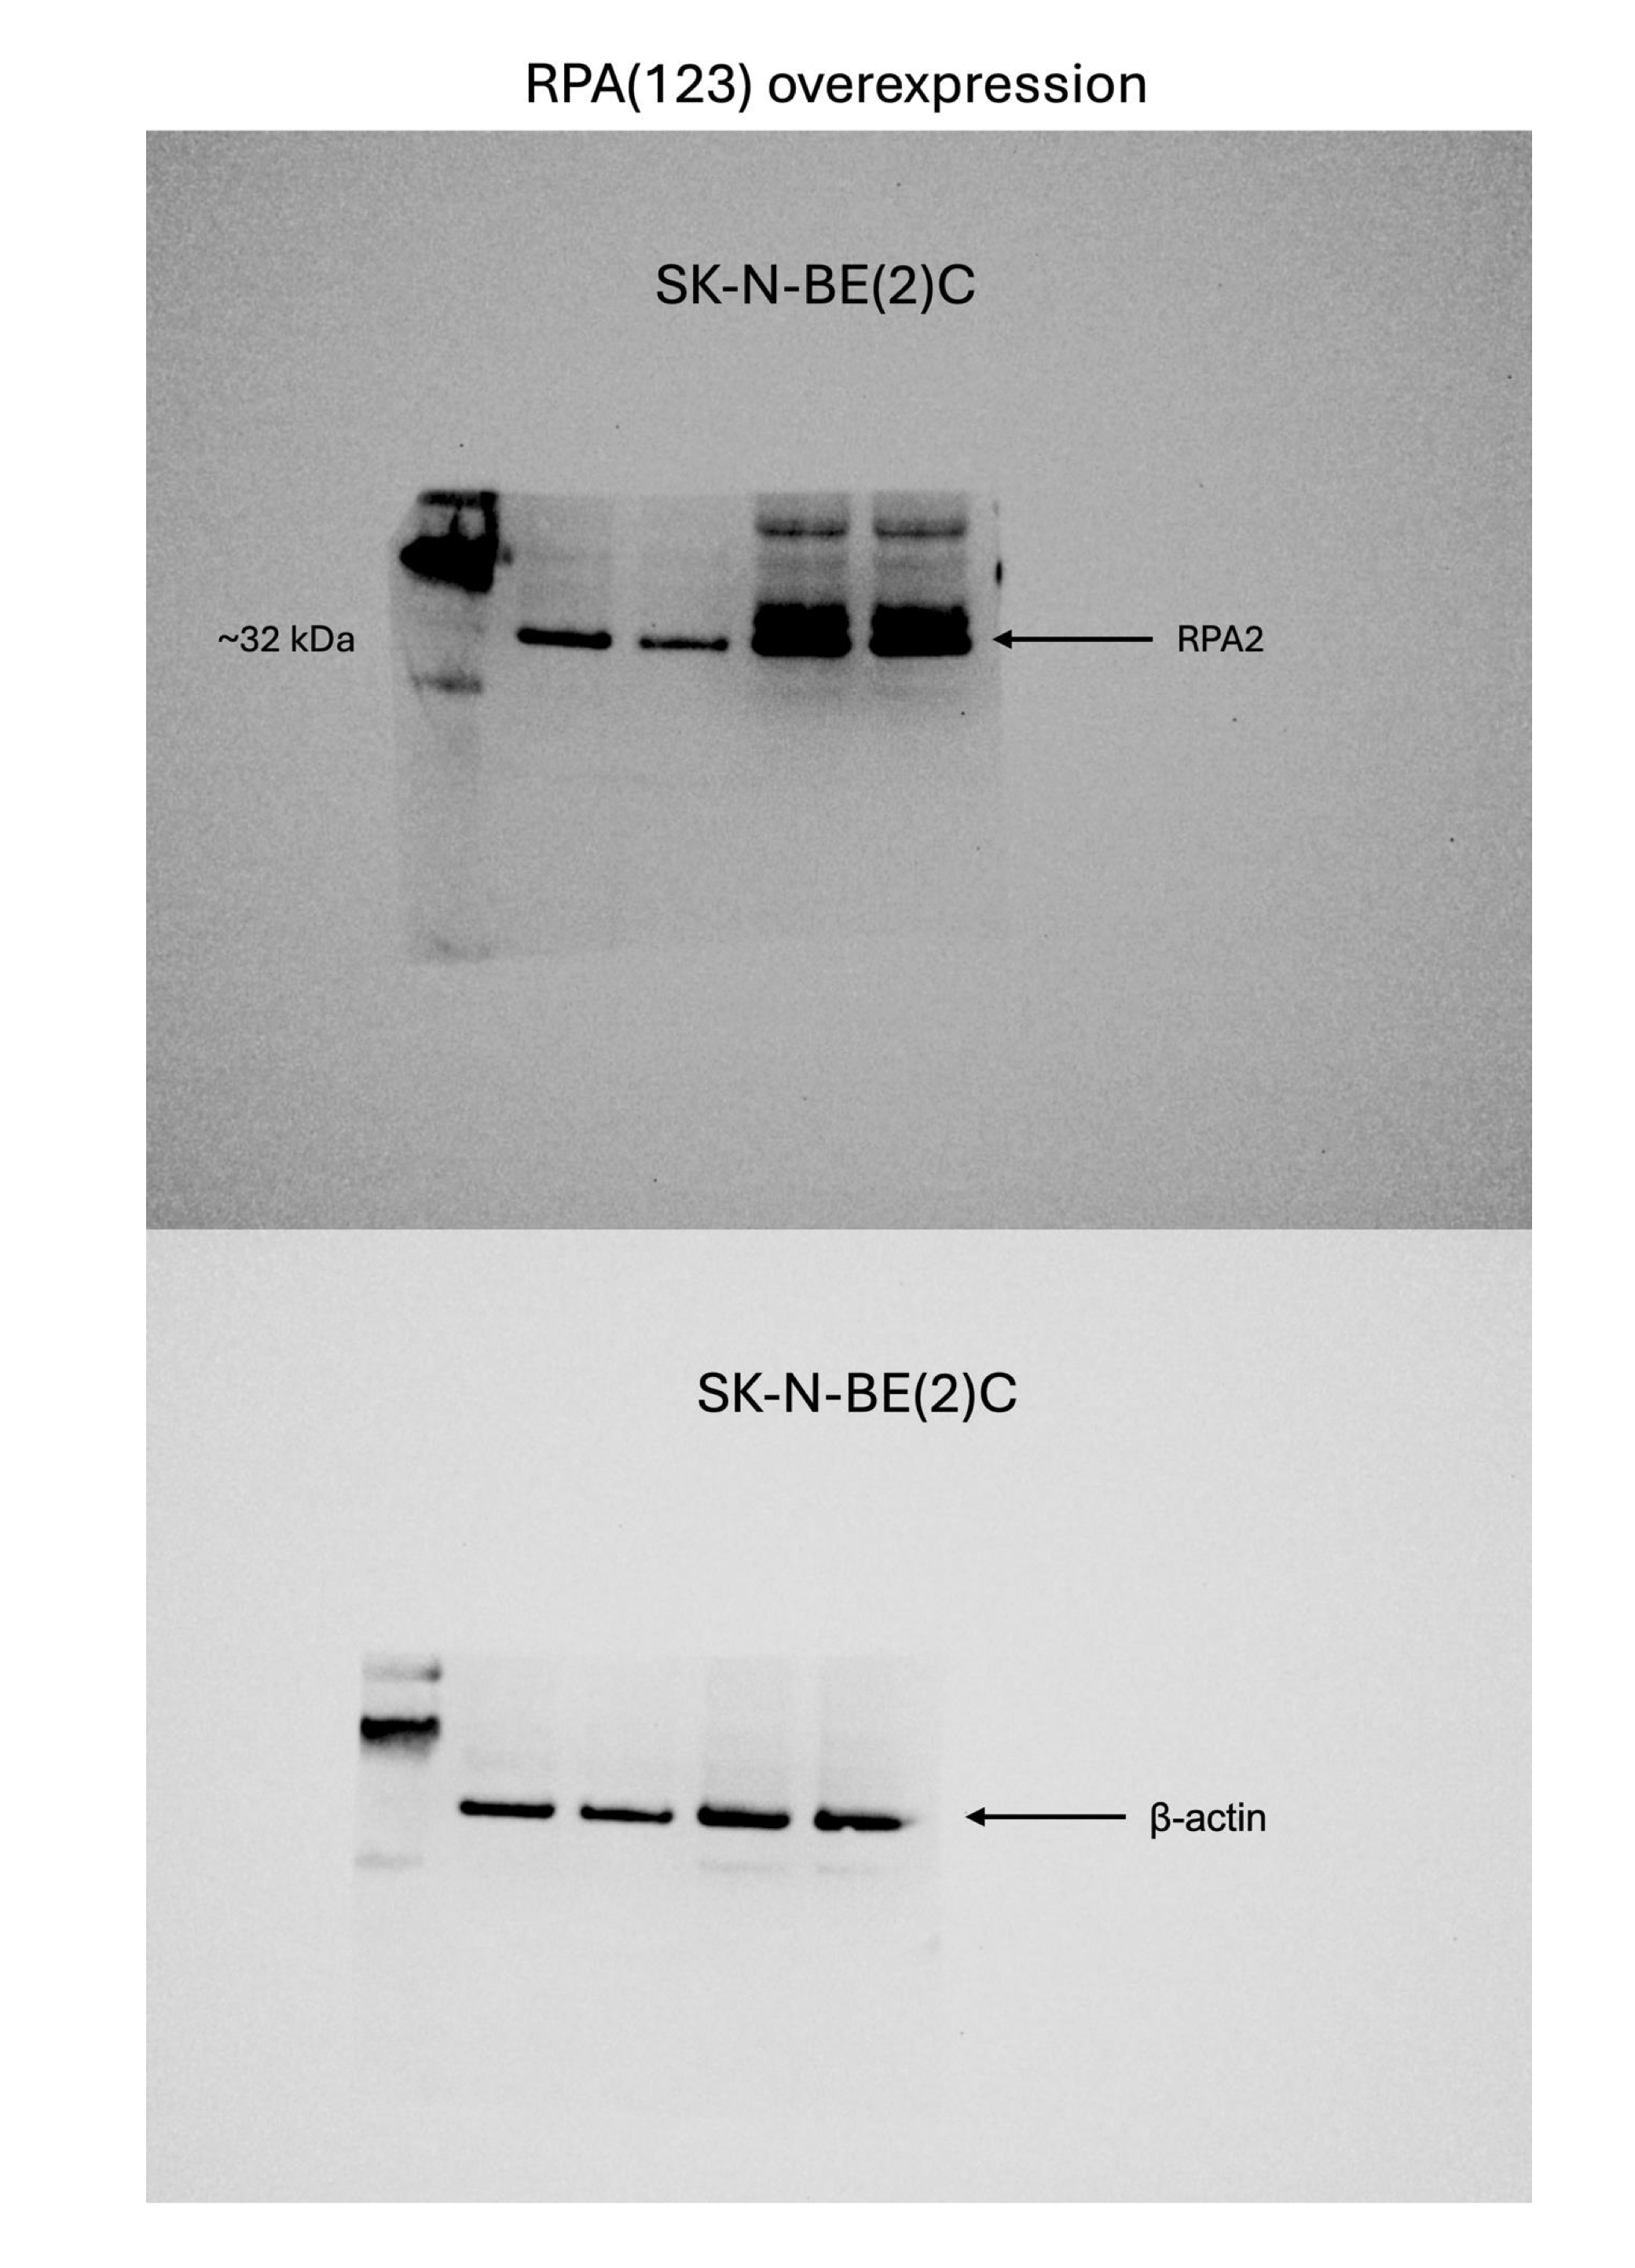 RPA(123) overexpression
SK-N-BE(2)C
~32 kDa
RPA2
SK-N-BE(2)C
β-actin